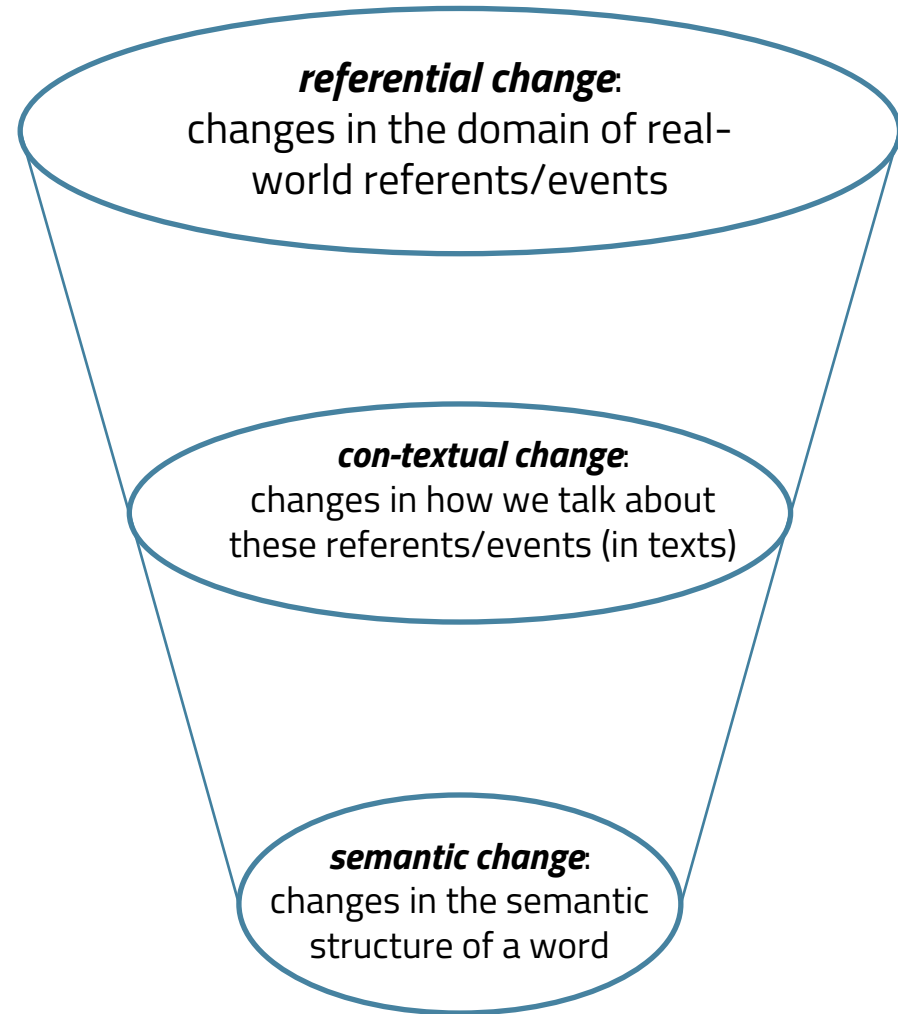 referential change:
changes in the domain of real-
world referents/events
con-textual change:
changes in how we talk about
these referents/events (in texts)
semantic change:
changes in the semantic
structure of a word